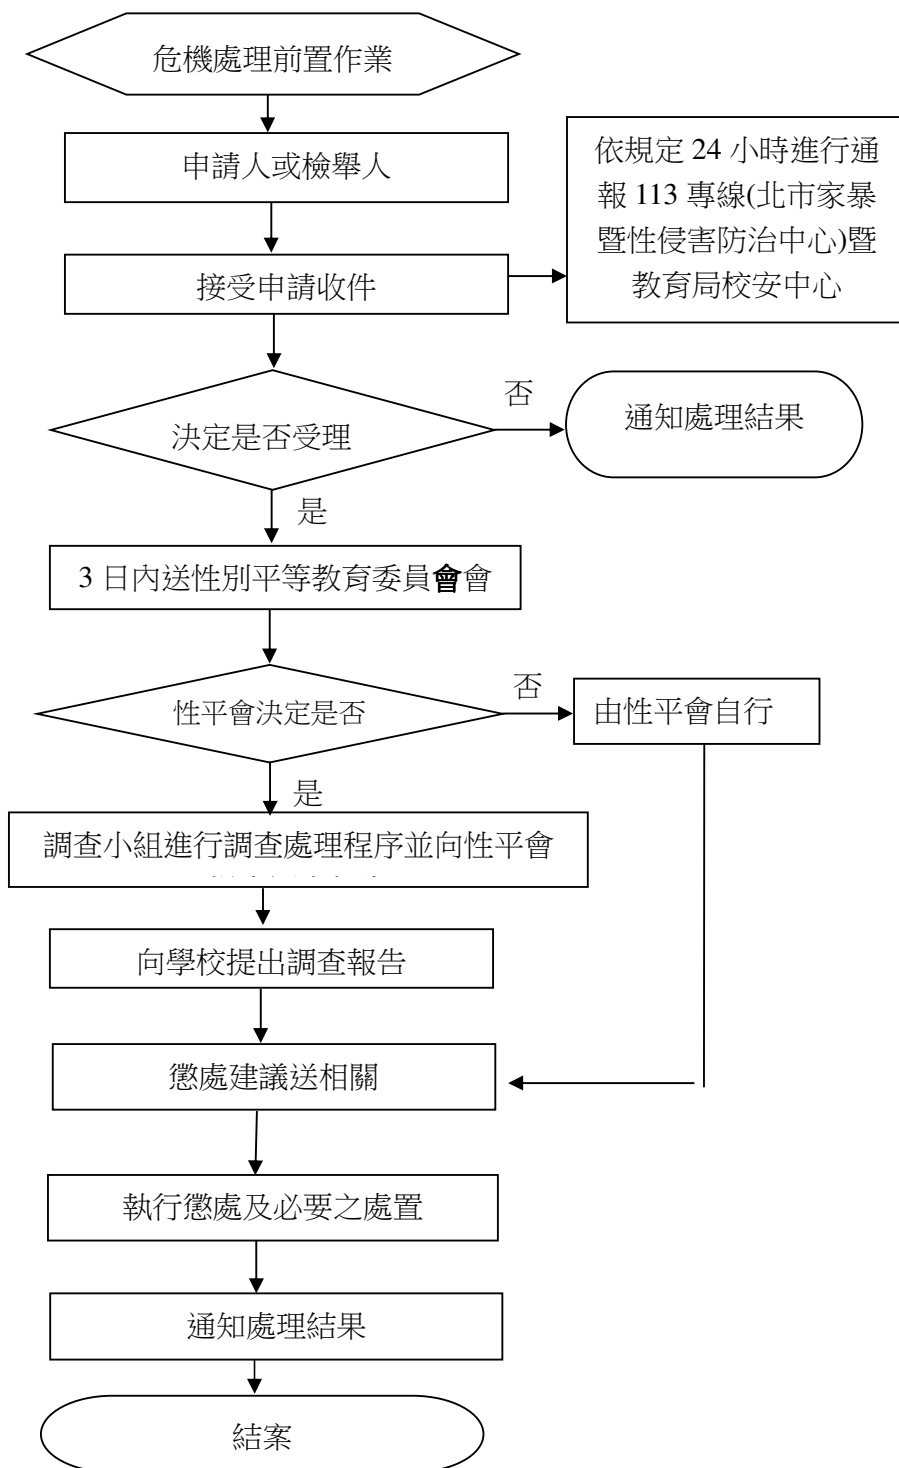 危機處理前置作業
申請人或檢舉人
依規定 24 小時進行通
報 113 專線(北市家暴
暨性侵害防治中心)暨
教育局校安中心
接受申請收件
決定是否受理
否
通知處理結果
是
3 日內送性別平等教育委員會會
性平會決定是否
否
由性平會自行
是
調查小組進行調查處理程序並向性平會
向學校提出調查報告
懲處建議送相關
執行懲處及必要之處置
通知處理結果
結案